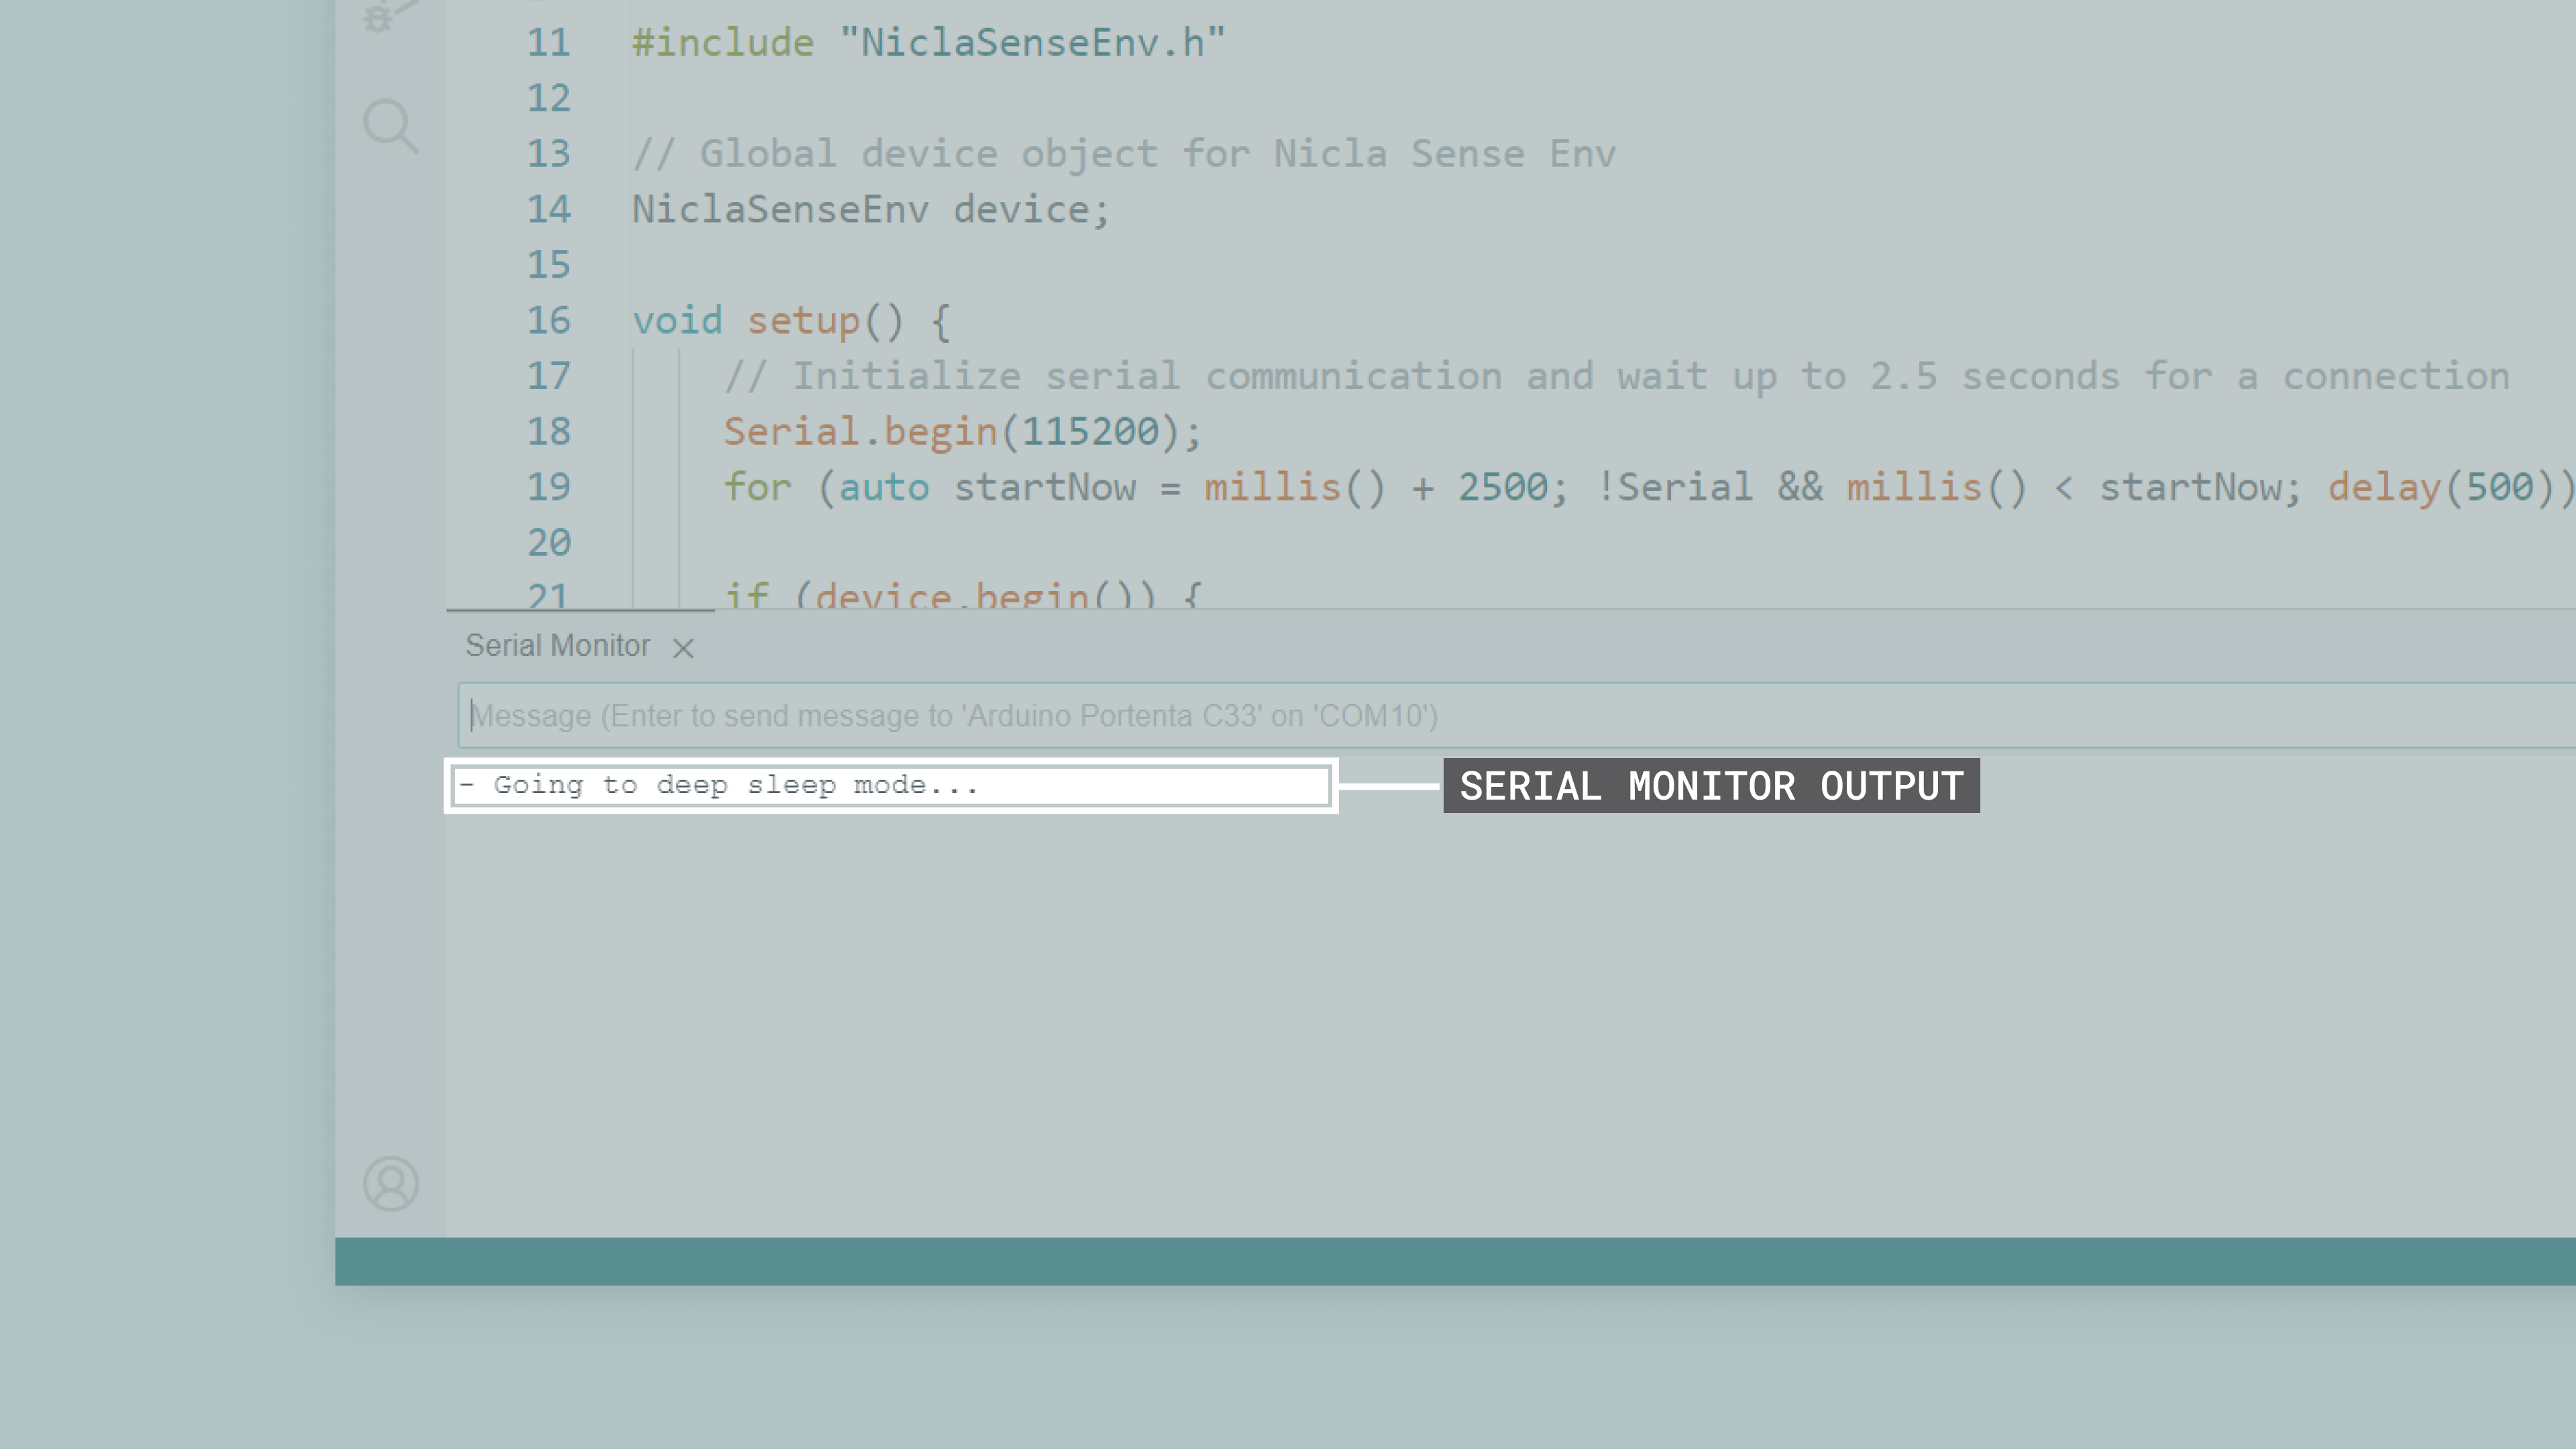 11 #include "NiclaSenseEnv.h"
12
13 // Global device object for Nicla Sense Env
14 NiclaSenseEnv device;
15
16 void setup() {
17 // Initialize serial communication and wait up to 2.5 seconds for a connection
18 Serial.begin(115200);
19 for (auto startNow = millis() + 2500; !Serial && millis() < startNow; delay(500))
20
21 if (device.begin()) {
Serial Monitor
Message (Enter to send message to 'Arduino Portenta C33' on 'COM10')
- Going to deep sleep mode...
SERIAL MONITOR OUTPUT